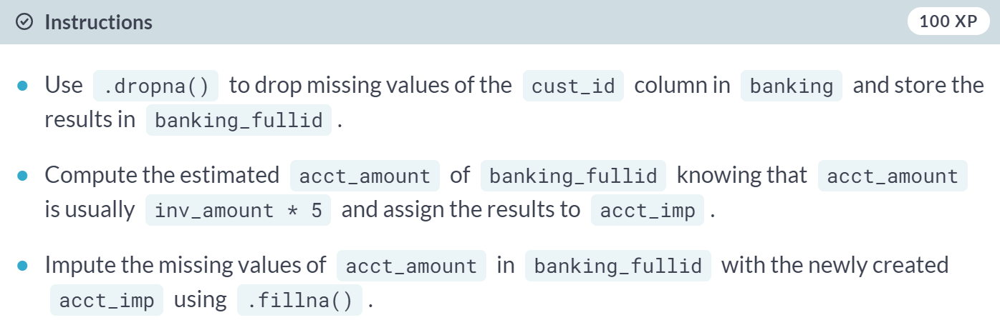 Instructions 100 XP
Use .dropna() to drop missing values of the cust_id column in banking and store the
results in banking_fullid .
Compute the estimated acct_amount of banking_fullid knowing that acct_amount
is usually inv_amount * 5 and assign the results to acct_imp .
Impute the missing values of acct_amount in banking_fullid with the newly created
acct_imp using .fillna() .